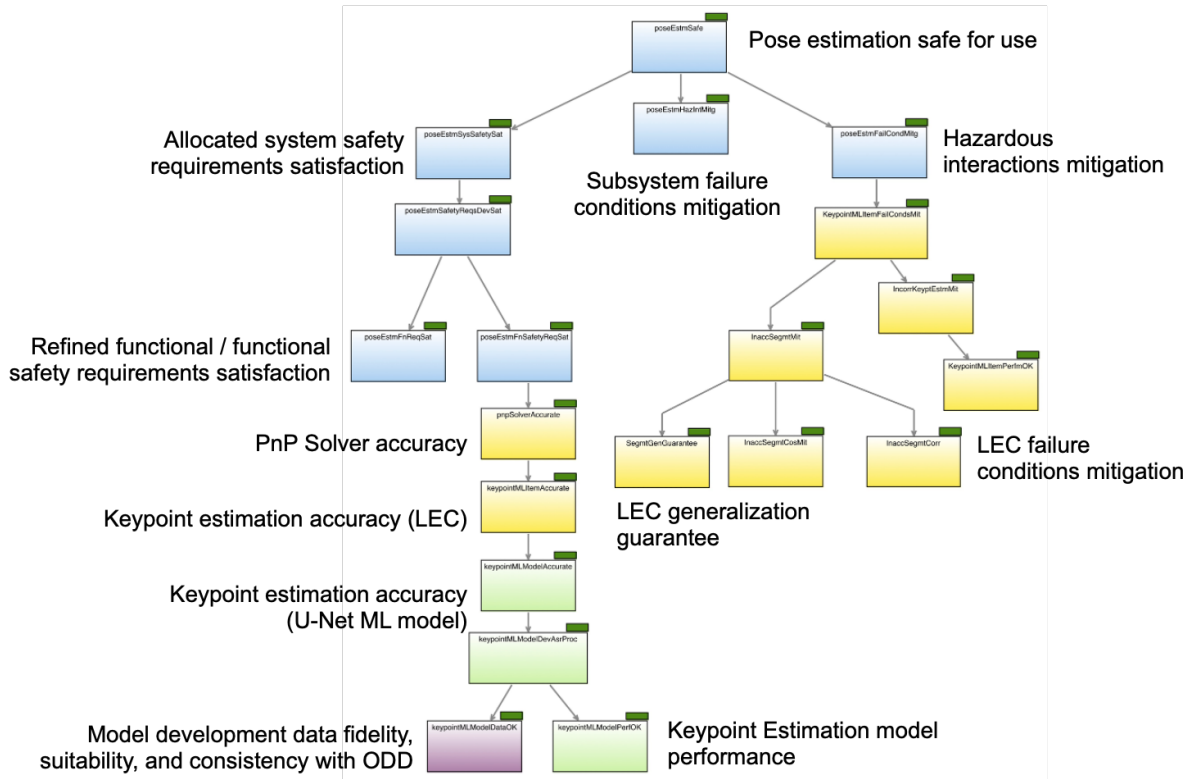 poseEstmSafe
Pose estimation safe for use
poseEstmHazIntMitg
Allocated system safety
requirements satisfaction
poseEstmSysSafetySat
poseEstmFailCondMitg
Hazardous
interactions mitigation
Subsystem failure
conditions mitigation
poseEstmSafetyReqsDevSat
KeypointMLItemFailCondsMit
IncorrKeyptEstmMit
Refined functional / functional
safety requirements satisfaction
poseEstmFnReqSat
poseEstmFnSafetyReqSat
InaccSegmtMit
KeypointMLItemPerfmOK
PnP Solver accuracy
pnpSolverAccurate
SegmtGenGuarantee
InaccSegmtCosMit
InaccSegmtCorr
LEC failure
conditions mitigation
Keypoint estimation accuracy (LEC)
keypointMLItemAccurate
LEC generalization
guarantee
Keypoint estimation accuracy
(U-Net ML model)
keypointMLModelAccurate
keypointMLModelDevAsrProc
Model development data fidelity,
suitability, and consistency with ODD
keypointMLModelDataOK
keypointMLModelPerfOK
Keypoint Estimation model
performance